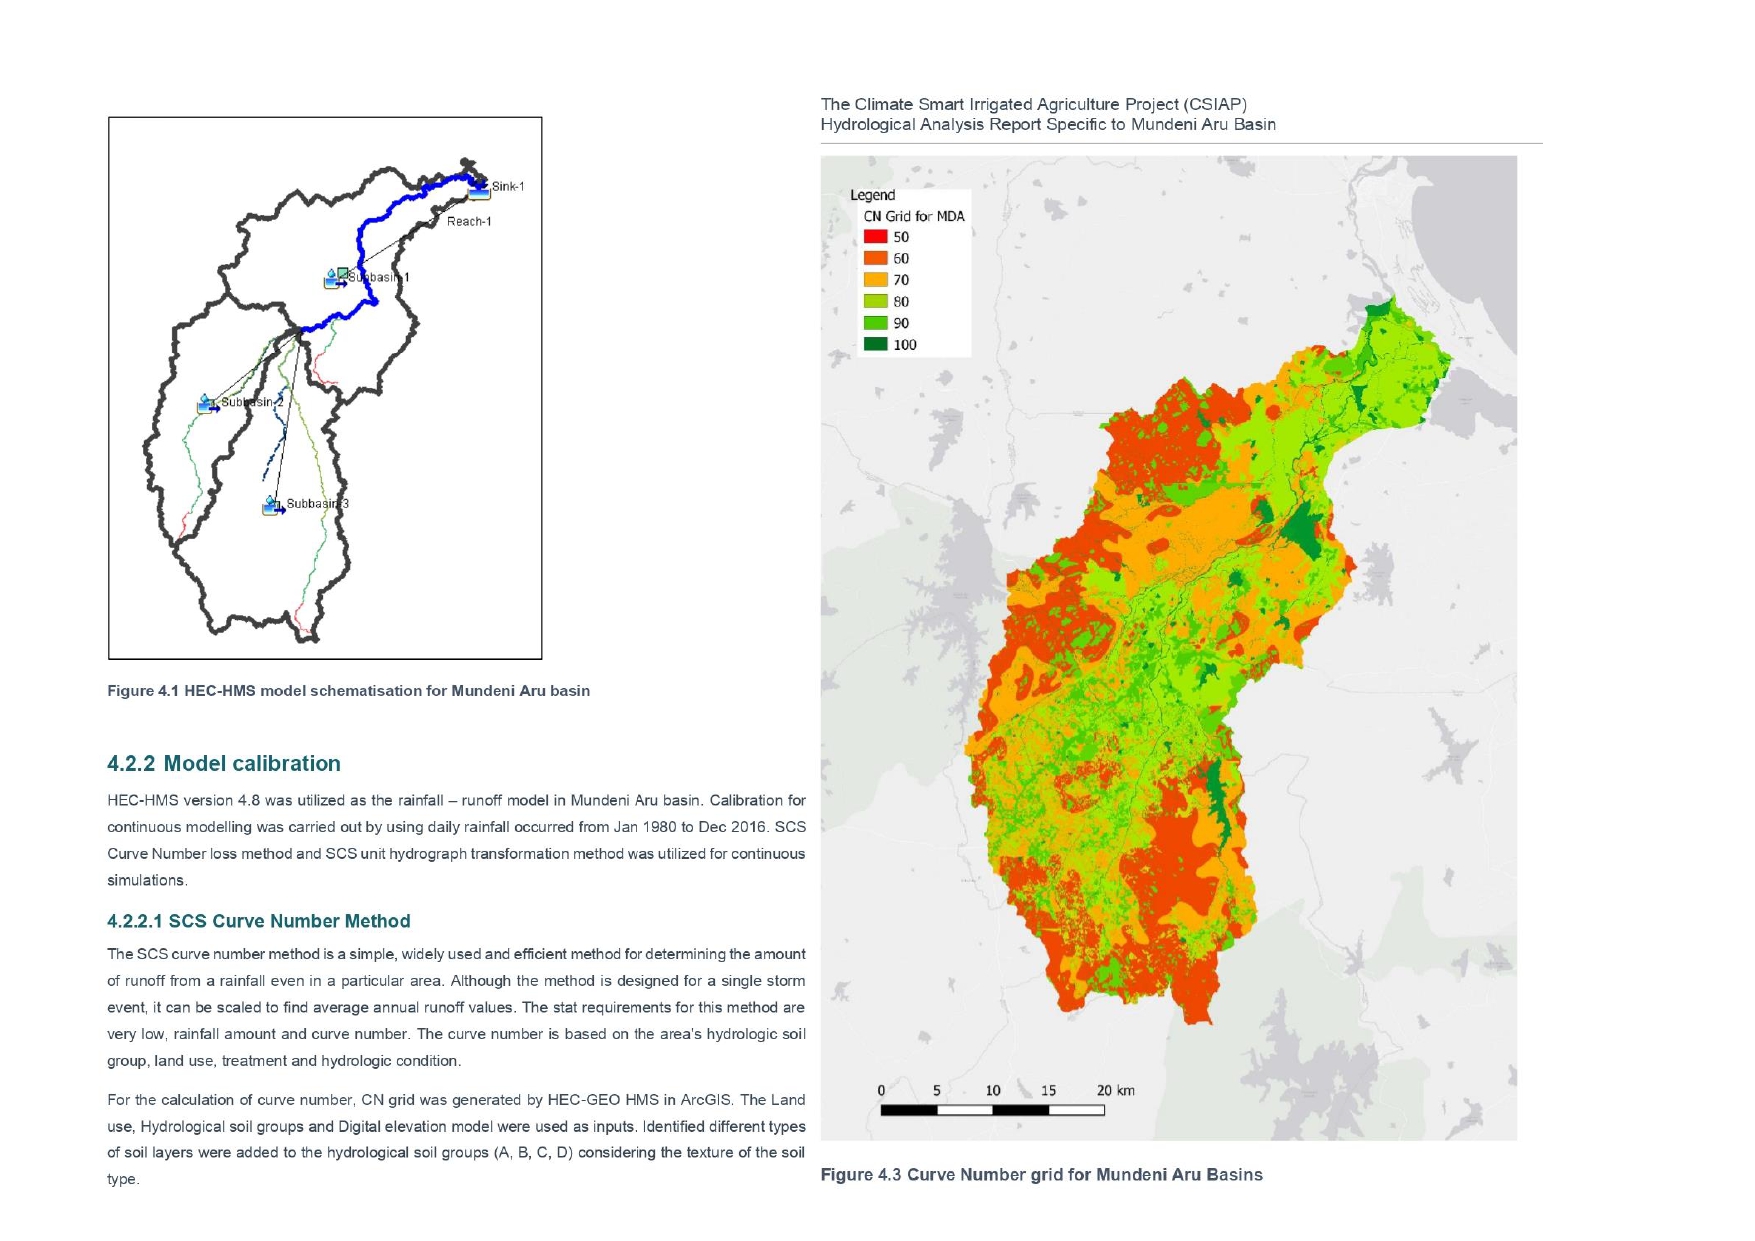 Sink-1
Reach-1
Subbasin-1
Subbasin-2
Subbasin-3
Figure 4.1 HEC-HMS model schematisation for Mundeni Aru basin
4.2.2 Model calibration
HEC-HMS version 4.8 was utilized as the rainfall – runoff model in Mundeni Aru basin. Calibration for
continuous modelling was carried out by using daily rainfall occurred from Jan 1980 to Dec 2016. SCS
Curve Number loss method and SCS unit hydrograph transformation method was utilized for continuous
simulations.
4.2.2.1 SCS Curve Number Method
The SCS curve number method is a simple, widely used and efficient method for determining the amount
of runoff from a rainfall even in a particular area. Although the method is designed for a single storm
event, it can be scaled to find average annual runoff values. The stat requirements for this method are
very low, rainfall amount and curve number. The curve number is based on the area's hydrologic soil
group, land use, treatment and hydrologic condition.
For the calculation of curve number, CN grid was generated by HEC-GEO HMS in ArcGIS. The Land
use, Hydrological soil groups and Digital elevation model were used as inputs. Identified different types
of soil layers were added to the hydrological soil groups (A, B, C, D) considering the texture of the soil
type.
The Climate Smart Irrigated Agriculture Project (CSIAP)
Hydrological Analysis Report Specific to Mundeni Aru Basin
Legend
CN Grid for MDA
50
60
70
80
90
100
0 5 10 15 20 km
Figure 4.3 Curve Number grid for Mundeni Aru Basins